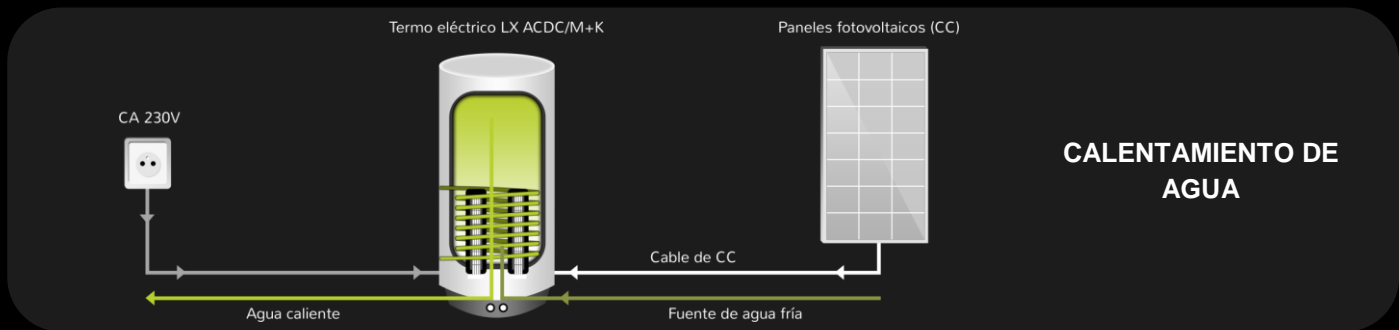 Termo eléctrico LX ACDC/M+K
Paneles fotovoltaicos (CC)
CA 230V
CALENTAMIENTO DE
AGUA
Cable de CC
Agua caliente
Fuente de agua fría